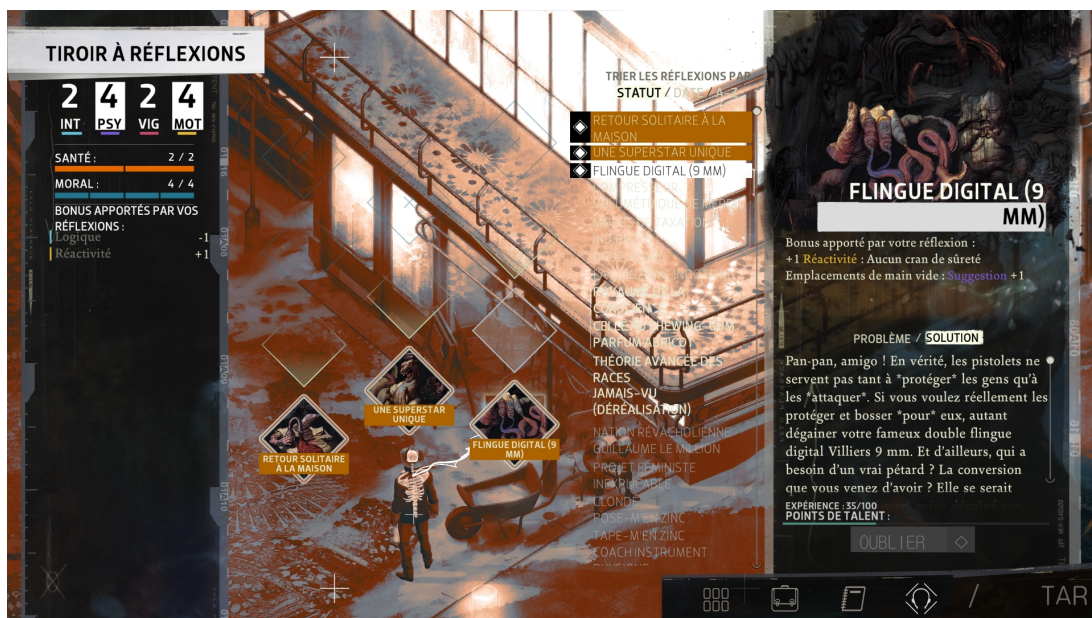 TIROIR À RÉFLEXIONS
2 4 2 4
INT PSY VIG MOT
SANTÉ : 2 / 2
MORAL : 4 / 4
BONUS APPORTÉS PAR VOS
RÉFLEXIONS :
Logique -1
Réactivité +1
RETOUR SOLITAIRE
À LA MAISON
UNE SUPERSTAR
UNIQUE
FLINGUE DIGITAL (9
MM)
TRIER LES RÉFLEXIONS PAR
STATUT / DATE / A-Z
RETOUR SOLITAIRE À LA
MAISON
UNE SUPERSTAR UNIQUE
FLINGUE DIGITAL (9 MM)
PARFUM ABRICOT
THÉORIE AVANCÉE DES
RACES
JAMAIS-VU
(DÉRÉALISATION)
NATION RÉVACHOLIENNE
GUILLAUME LE MILLION
PROJET FÉMINISTE
INEXPLICABLE
CLONDE
POSE-M'EN ZINC
TAPE-M'EN ZINC
COACH INSTRUMENT
FLINGUE DIGITAL (9
MM)
Bonus apporté par votre réflexion :
+1 Réactivité : Aucun cran de sûreté
Emplacements de main vide : Suggestion +1
PROBLÈME / SOLUTION
Pan-pan, amigo ! En vérité, les pistolets ne
servent pas tant à *protéger* les gens qu'à
les *attaquer*. Si vous voulez réellement les
protéger et bosser *pour* eux, autant
dégainer votre fameux double flingue
digital Villiers 9 mm. Et d'ailleurs, qui a
besoin d'un vrai pétard ? La conversion
que vous venez d'avoir ? Elle se serait
EXPÉRIENCE : 35/100
POINTS DE TALENT :
OUBLIER
/ TAR